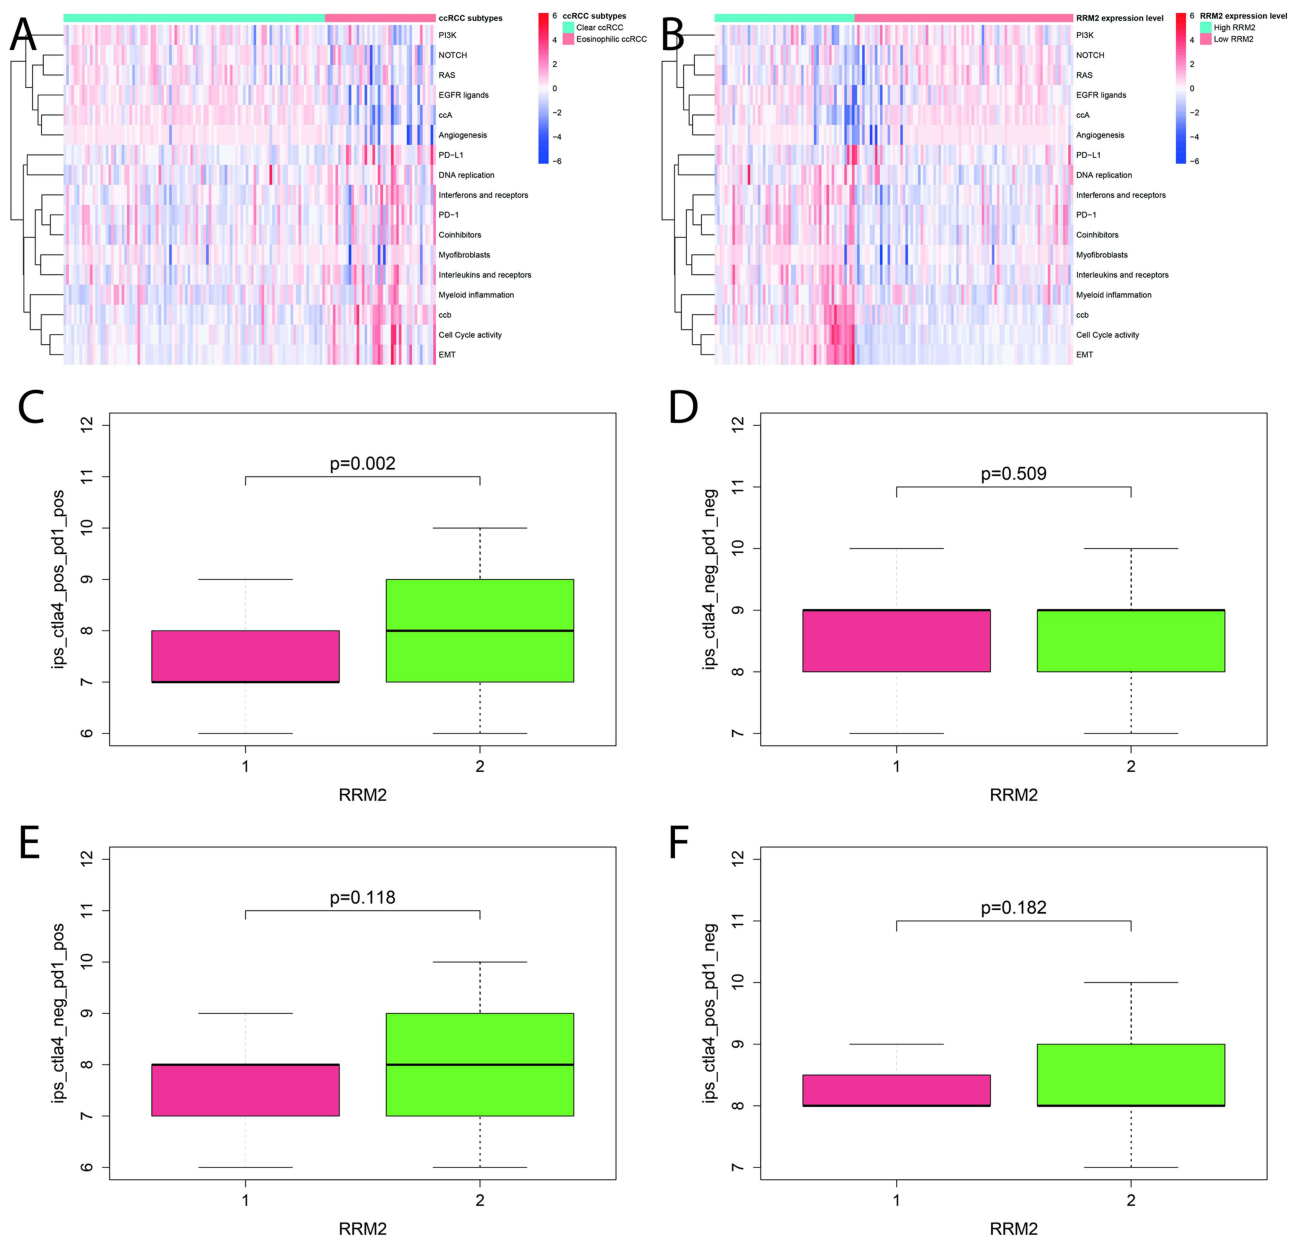 A
ccRCC subtypes
PI3K
NOTCH
RAS
EGFR ligands
ccA
Angiogenesis
PD−L1
DNA replication
Interferons and receptors
PD−1
Coinhibitors
Myofibroblasts
Interleukins and receptors
Myeloid inflammation
ccb
Cell Cycle activity
EMT
6
4
2
0
−2
−4
−6
ccRCC subtypes
Clear ccRCC
Eosinophilic ccRCC
B
RRM2 expression level
PI3K
NOTCH
RAS
EGFR ligands
ccA
Angiogenesis
PD−L1
DNA replication
Interferons and receptors
PD−1
Coinhibitors
Myofibroblasts
Interleukins and receptors
Myeloid inflammation
ccb
Cell Cycle activity
EMT
6
4
2
0
−2
−4
−6
RRM2 expression level
High RRM2
Low RRM2
C
ips_ctla4_pos_pd1_pos
12
11
10
9
8
7
6
p=0.002
1 2
RRM2
D
ips_ctla4_neg_pd1_neg
12
11
10
9
8
7
p=0.509
1 2
RRM2
E
ips_ctla4_neg_pd1_pos
12
11
10
9
8
7
6
p=0.118
1 2
RRM2
F
ips_ctla4_pos_pd1_neg
12
11
10
9
8
7
p=0.182
1 2
RRM2